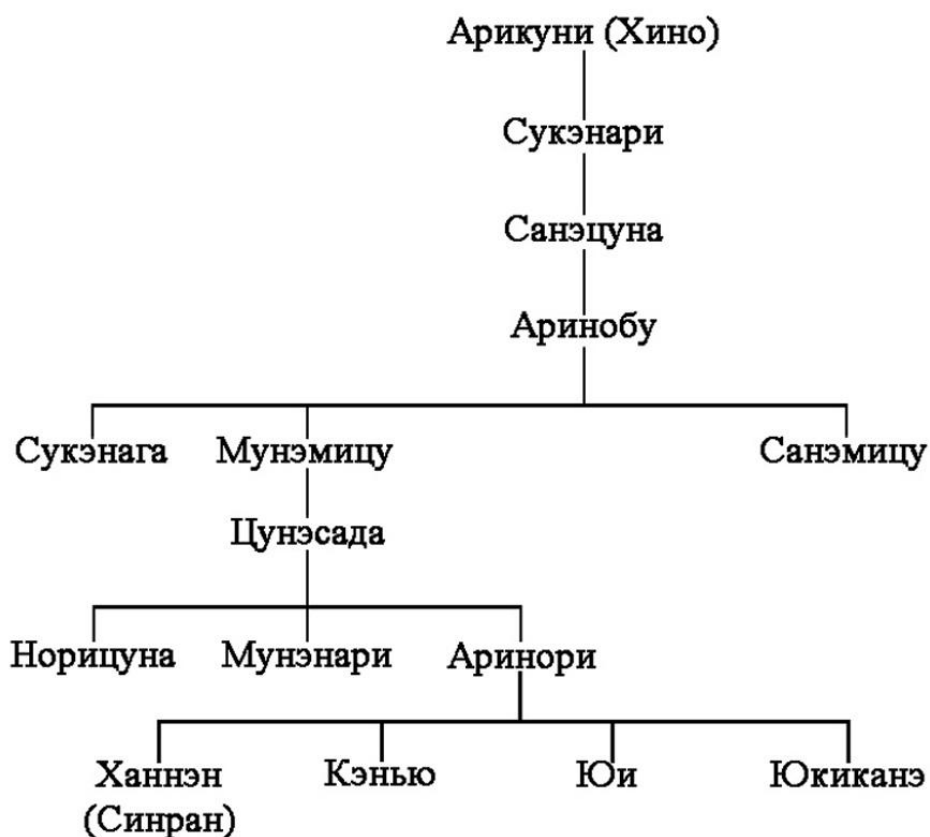 Арикуни (Хино)
Сукэнари
Санэцуна
Аринобу
Сукэнага Мунэмицу Санэмицу
Цунэсада
Норицуна Мунэнари Аринори
Ханнэн Кэнью Юи Юкиканэ
(Синран)